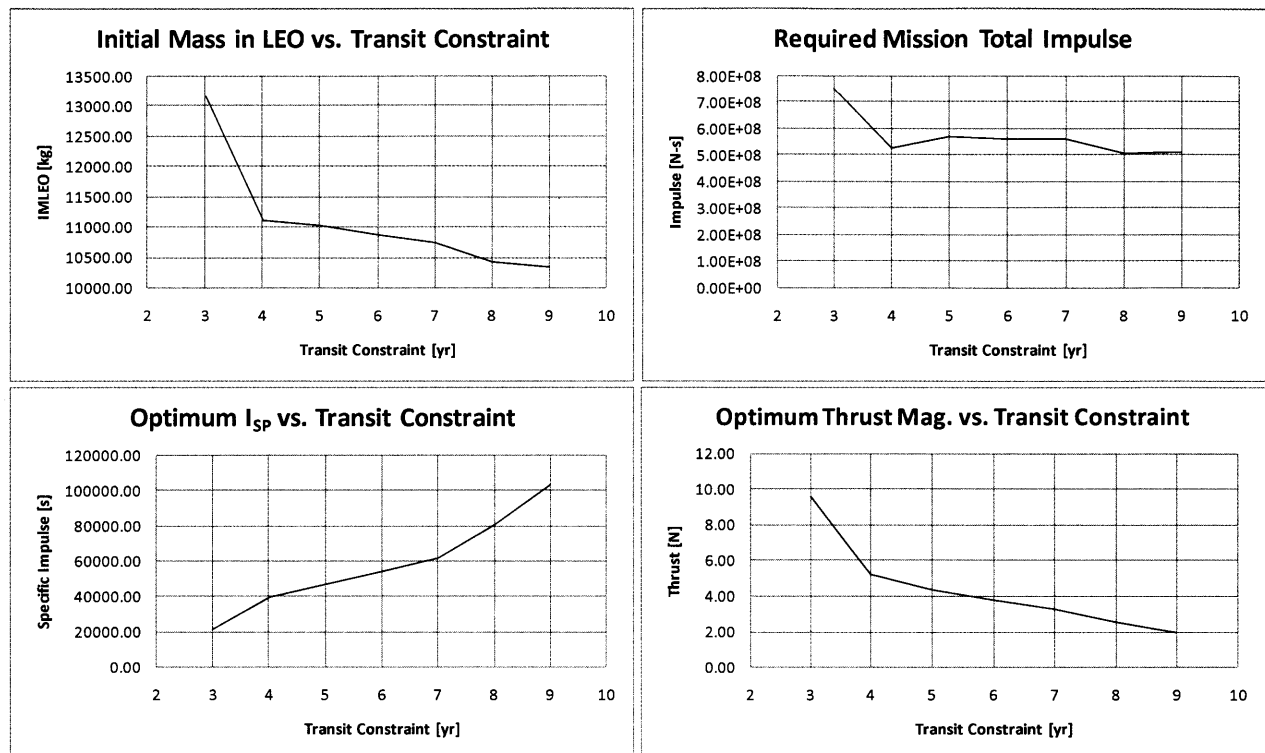 Initial Mass in LEO vs. Transit Constraint
13500.00
13000.00
12500.00
12000.00
11500.00
11000.00
10500.00
10000.00
IMLEO [kg]
2 3 4 5 6 7 8 9 10
Transit Constraint [yr]
Required Mission Total Impulse
8.00E+08
7.00E+08
6.00E+08
5.00E+08
4.00E+08
3.00E+08
2.00E+08
1.00E+08
0.00E+00
Impulse [N-s]
2 3 4 5 6 7 8 9 10
Transit Constraint [yr]
Optimum ISP vs. Transit Constraint
120000.00
100000.00
80000.00
60000.00
40000.00
20000.00
0.00
Specific Impulse [s]
2 3 4 5 6 7 8 9 10
Transit Constraint [yr]
Optimum Thrust Mag. vs. Transit Constraint
12.00
10.00
8.00
6.00
4.00
2.00
0.00
Thrust [N]
2 3 4 5 6 7 8 9 10
Transit Constraint [yr]